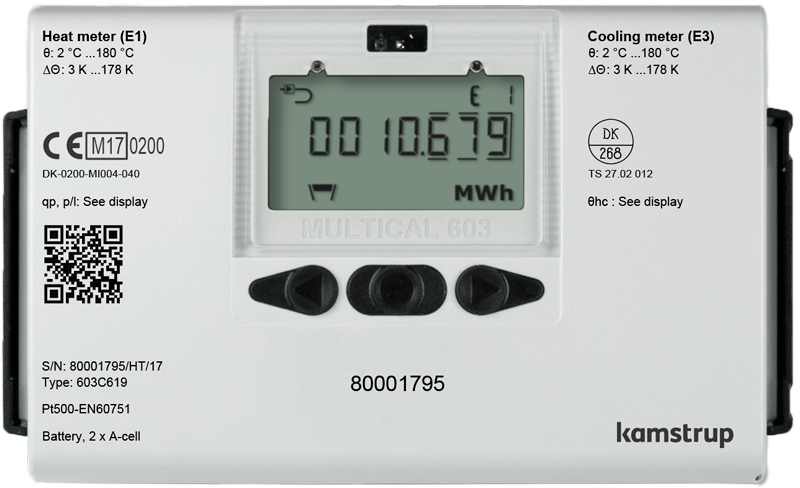 Heat meter (E1)
θ: 2 °C ...180 °C
ΔΘ: 3 K ...178 K
Cooling meter (E3)
θ: 2 °C ...180 °C
ΔΘ: 3 K ...178 K
E 1
0010.679
MWh
MULTICAL 603
CE M17 0200
DK-0200-MI004-040
qp, p/l: See display
DK
268
TS 27.02 012
θhc : See display
S/N: 80001795/HT/17
Type: 603C619
Pt500-EN60751
Battery, 2 x A-cell
80001795
kamstrup